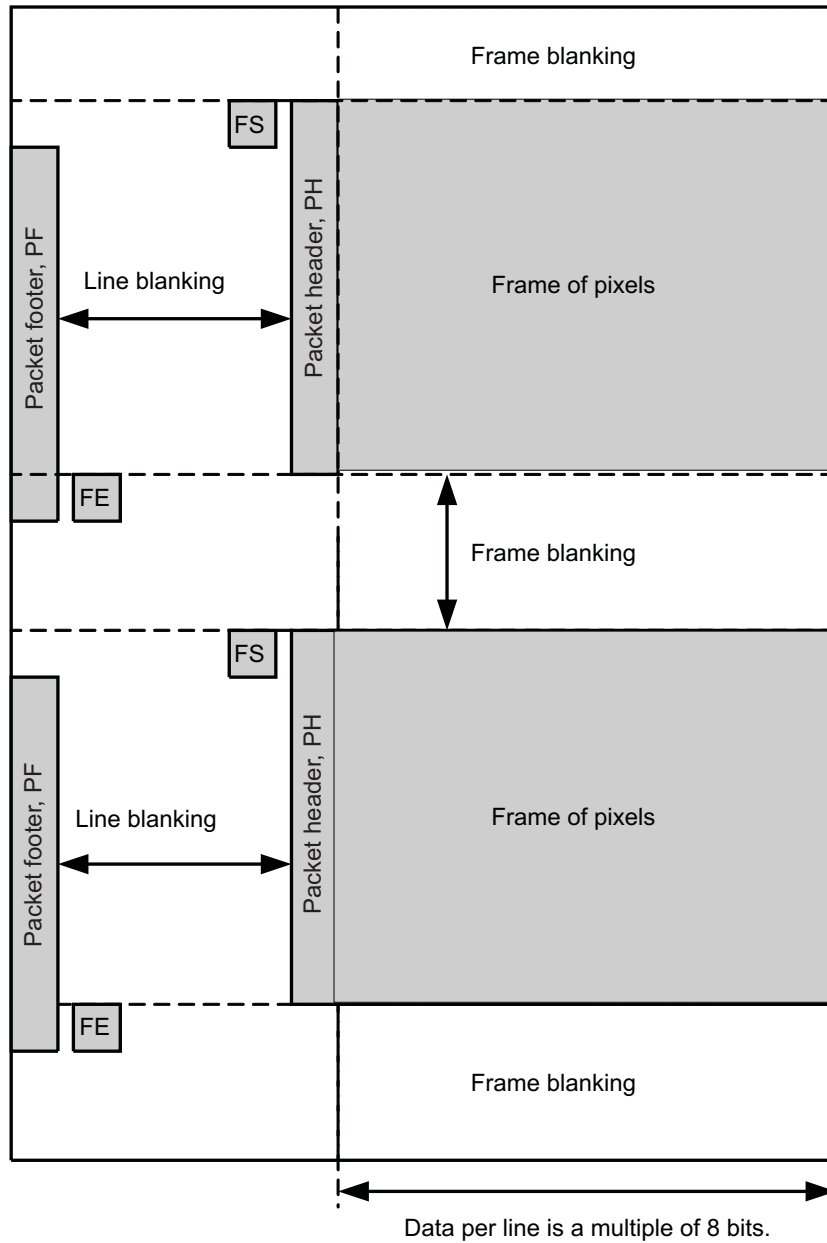 Frame blanking
FS
Packet footer, PF
Line blanking
Packet header, PH
Frame of pixels
FE
Frame blanking
FS
Packet footer, PF
Line blanking
Packet header, PH
Frame of pixels
FE
Frame blanking
Data per line is a multiple of 8 bits.